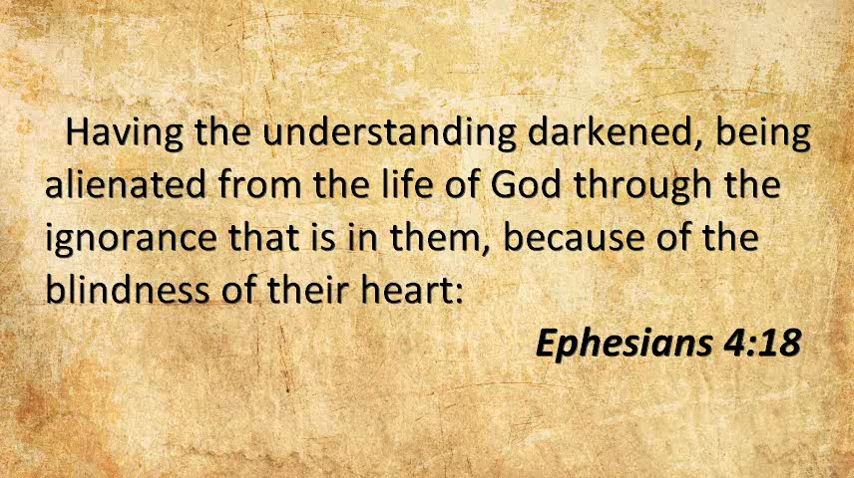 Having the understanding darkened, being
alienated from the life of God through the
ignorance that is in them, because of the
blindness of their heart:
Ephesians 4:18